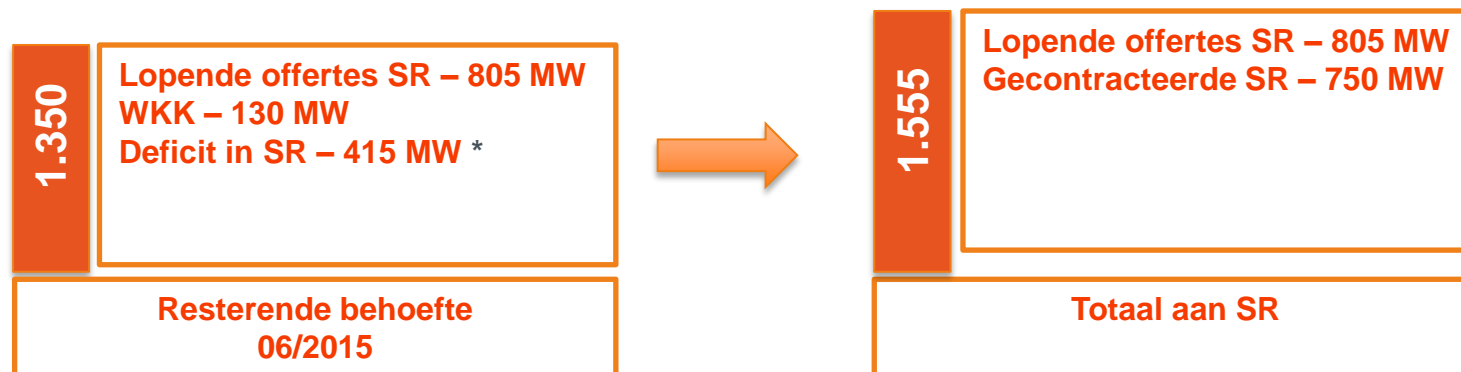 1.350
Lopende offertes SR – 805 MW
WKK – 130 MW
Deficit in SR – 415 MW *
Resterende behoefte
06/2015
1.555
Lopende offertes SR – 805 MW
Gecontracteerde SR – 750 MW
Totaal aan SR